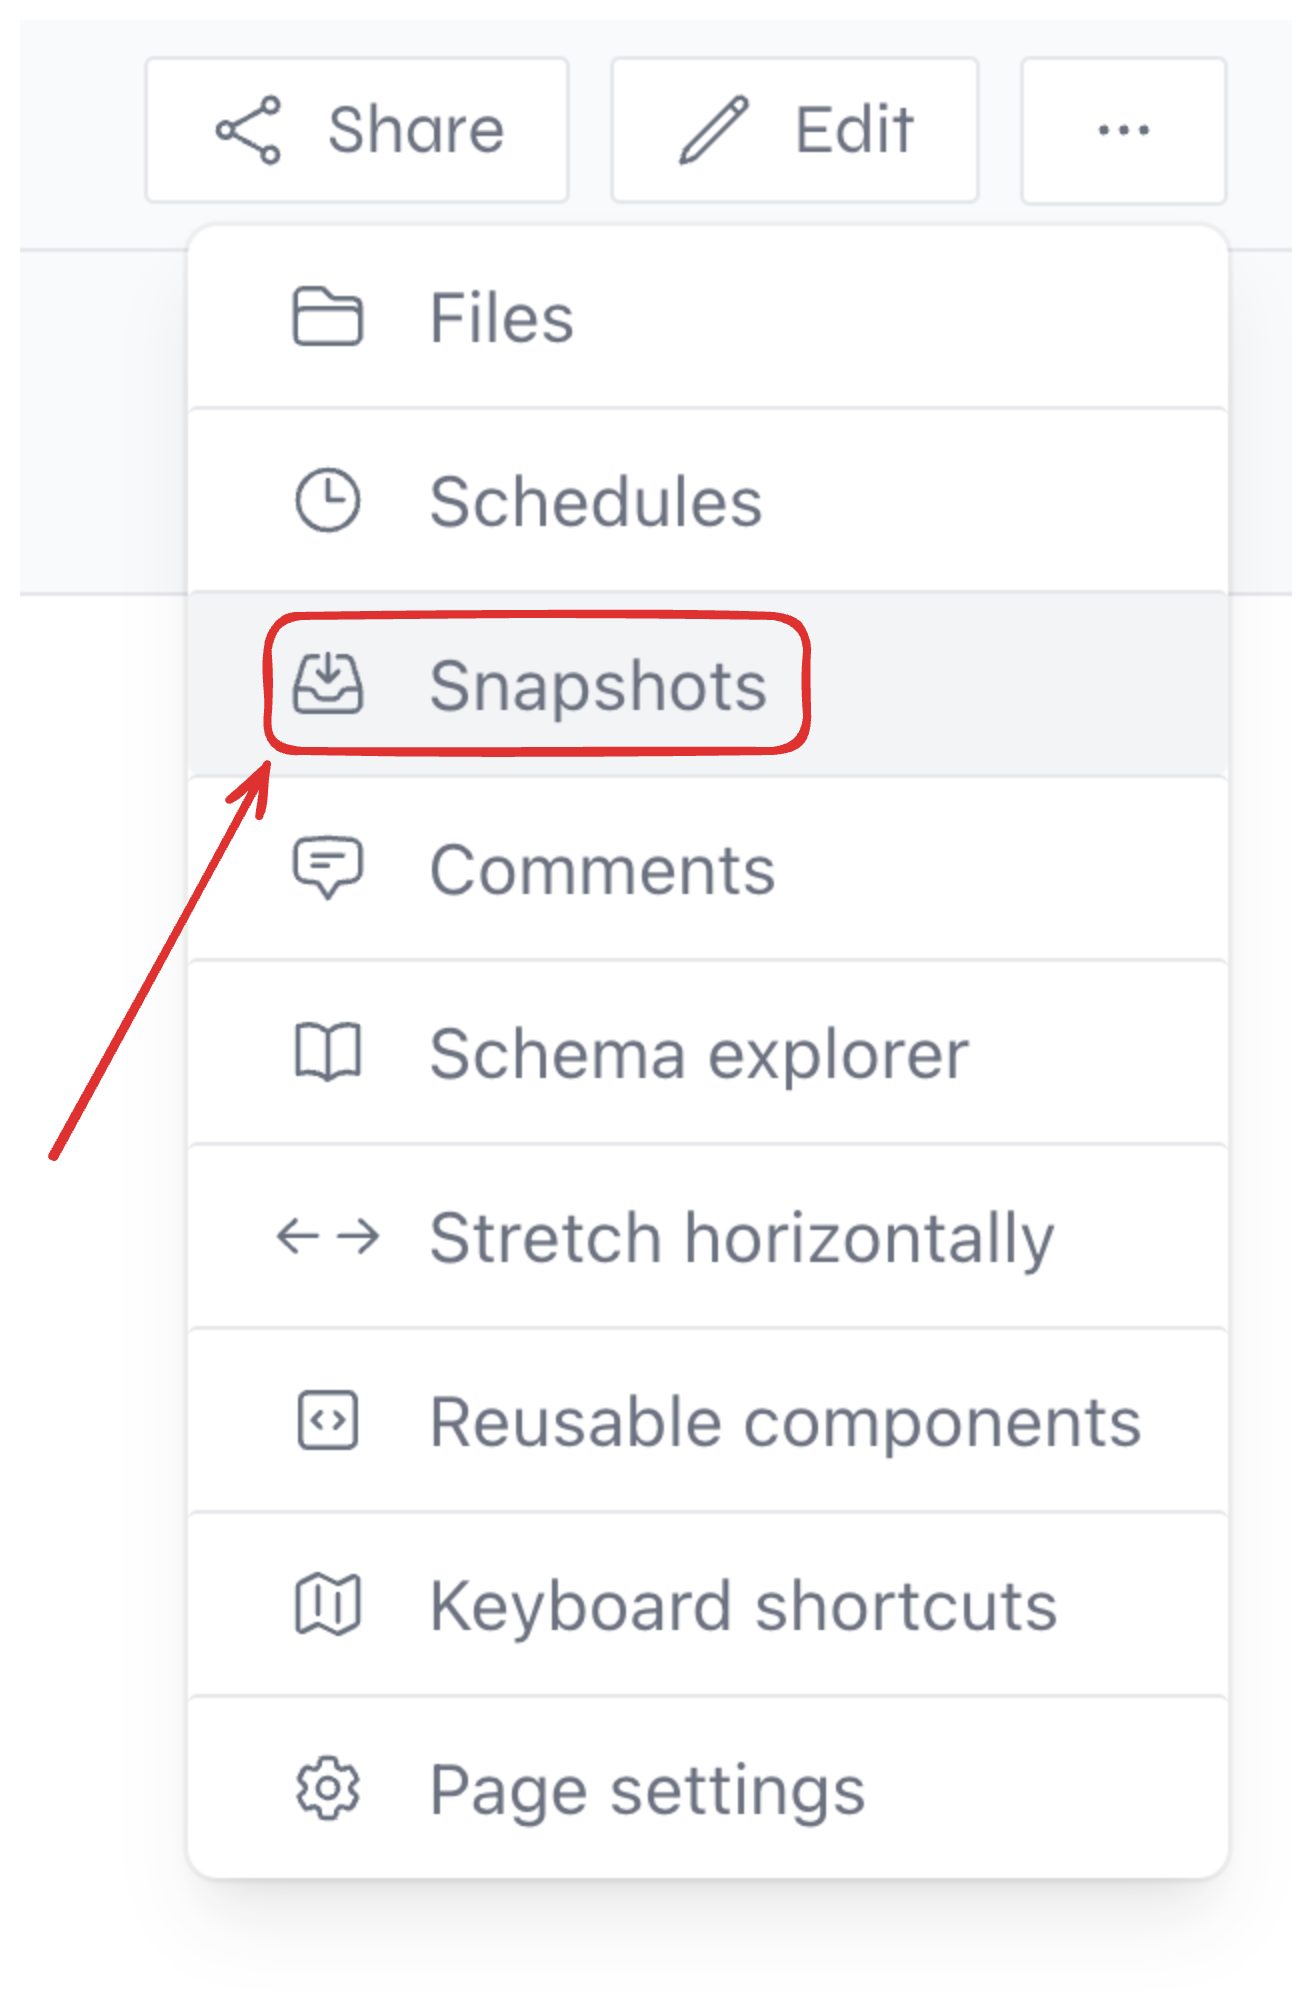 Share Edit ...
Files
Schedules
Snapshots
Comments
Schema explorer
Stretch horizontally
Reusable components
Keyboard shortcuts
Page settings